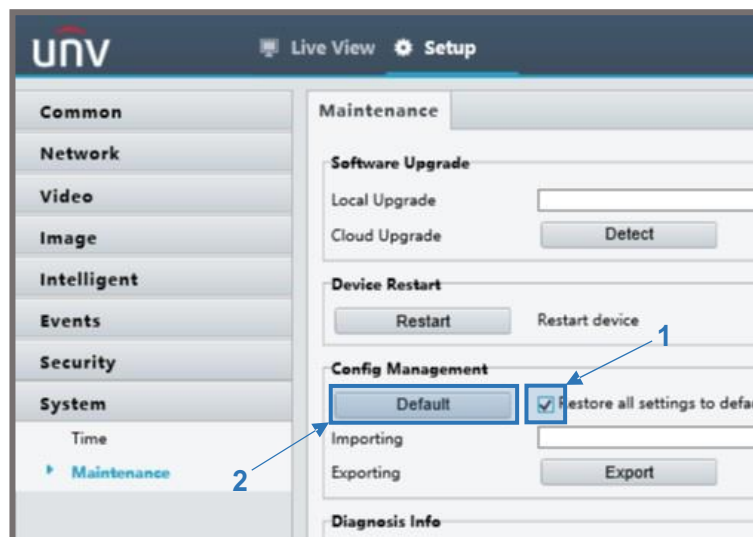 unv Live View Setup
Common
Network
Video
Image
Intelligent
Events
Security
System
Time
Maintenance
Maintenance
Software Upgrade
Local Upgrade
Cloud Upgrade Detect
Device Restart
Restart Restart device
1
Config Management
Default Restore all settings to defa
Importing
2
Exporting Export
Diagnosis Info